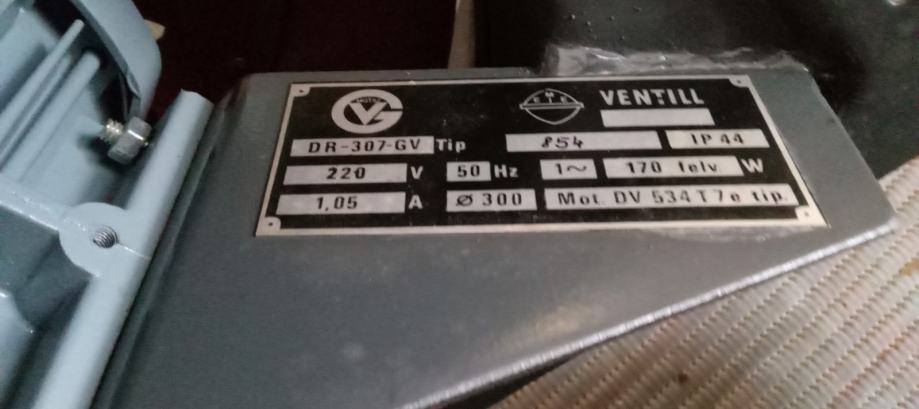 VENTILL
DR-307-GV Tip 854 IP 44
220 V 50 Hz 1~ 170 felv. W
1,05 A Ø 300 Mot. DV 534 T 7e tip.